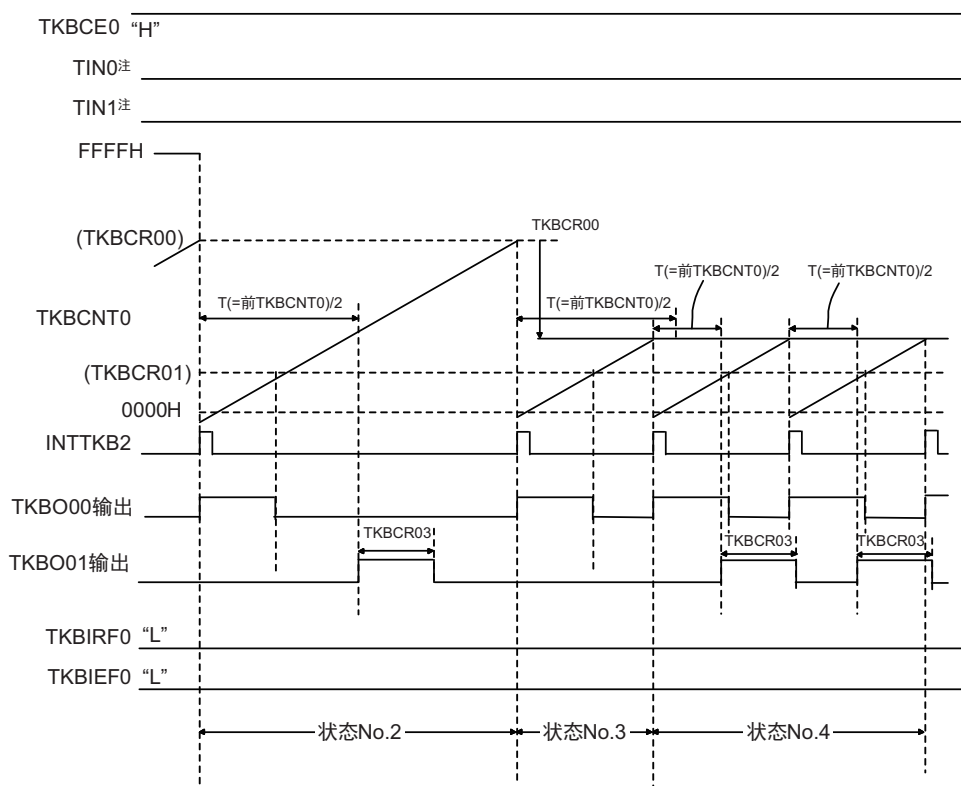 TKBCE0 “H”
TIN0注
TIN1注
FFFFH
(TKBCR00)
TKBCR00
T(=前TKBCNT0)/2
T(=前TKBCNT0)/2
T(=前TKBCNT0)/2
T(=前TKBCNT0)/2
TKBCNT0
(TKBCR01)
0000H
INTTKB2
TKBO00输出
TKBCR03
TKBCR03
TKBCR03
TKBO01输出
TKBIRF0 “L”
TKBIEF0 “L”
状态No.2
状态No.3
状态No.4